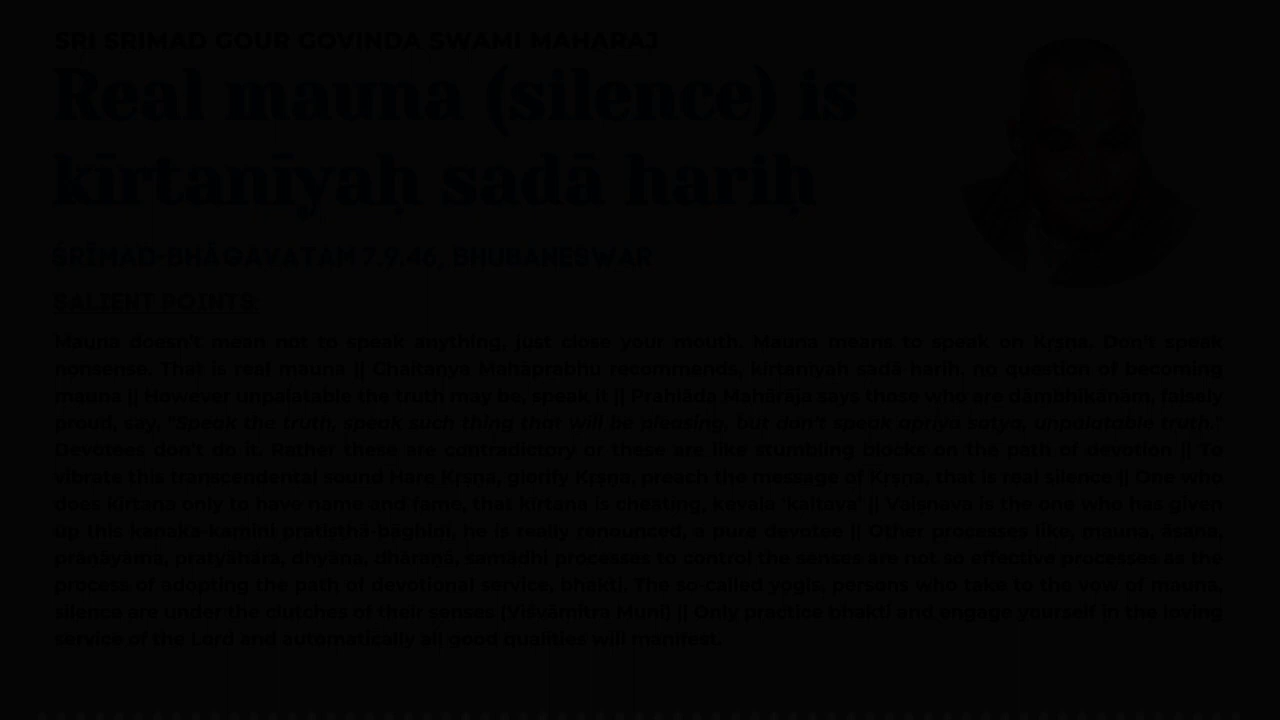 SRI SRIMAD GOUR GOVINDA SWAMI MAHARAJ
Real mauna (silence) is
kīrtanīyaḥ sadā hariḥ
ŚRĪMAD-BHĀGAVATAM 7.9.46, BHUBANESWAR
SALIENT POINTS:
Mauna doesn't mean not to speak anything, just close your mouth. Mauna means to speak on Kṛṣṇa. Don't speak
nonsense. That is real mauna || Chaitanya Mahāprabhu recommends, kīrtanīyaḥ sadā hariḥ, no question of becoming
mauna || However unpalatable the truth may be, speak it || Prahlāda Mahārāja says those who are dāmbhikānām, falsely
proud, say, "Speak the truth, speak such thing that will be pleasing, but don't speak apriya satya, unpalatable truth."
Devotees don't do it. Rather these are contradictory or these are like stumbling blocks on the path of devotion || To
vibrate this transcendental sound Hare Kṛṣṇa, glorify Kṛṣṇa, preach the message of Kṛṣṇa, that is real silence || One who
does kīrtana only to have name and fame, that kīrtana is cheating, kevala 'kaitava' || Vaiṣṇava is the one who has given
up this kanaka-kāminī pratiṣṭhā-bāghinī, he is really renounced, a pure devotee || Other processes like, mauna, āsana,
prāṇāyāma, pratyāhāra, dhyāna, dhāraṇā, samādhi processes to control the senses are not so effective processes as the
process of adopting the path of devotional service, bhakti. The so called yogis, persons who take to the vow of mauna,
silence are under the clutches of their senses (Viśwāmitra Muni) || Only practice bhakti and engage yourself in the loving
service of the Lord and automatically all good qualities will manifest.